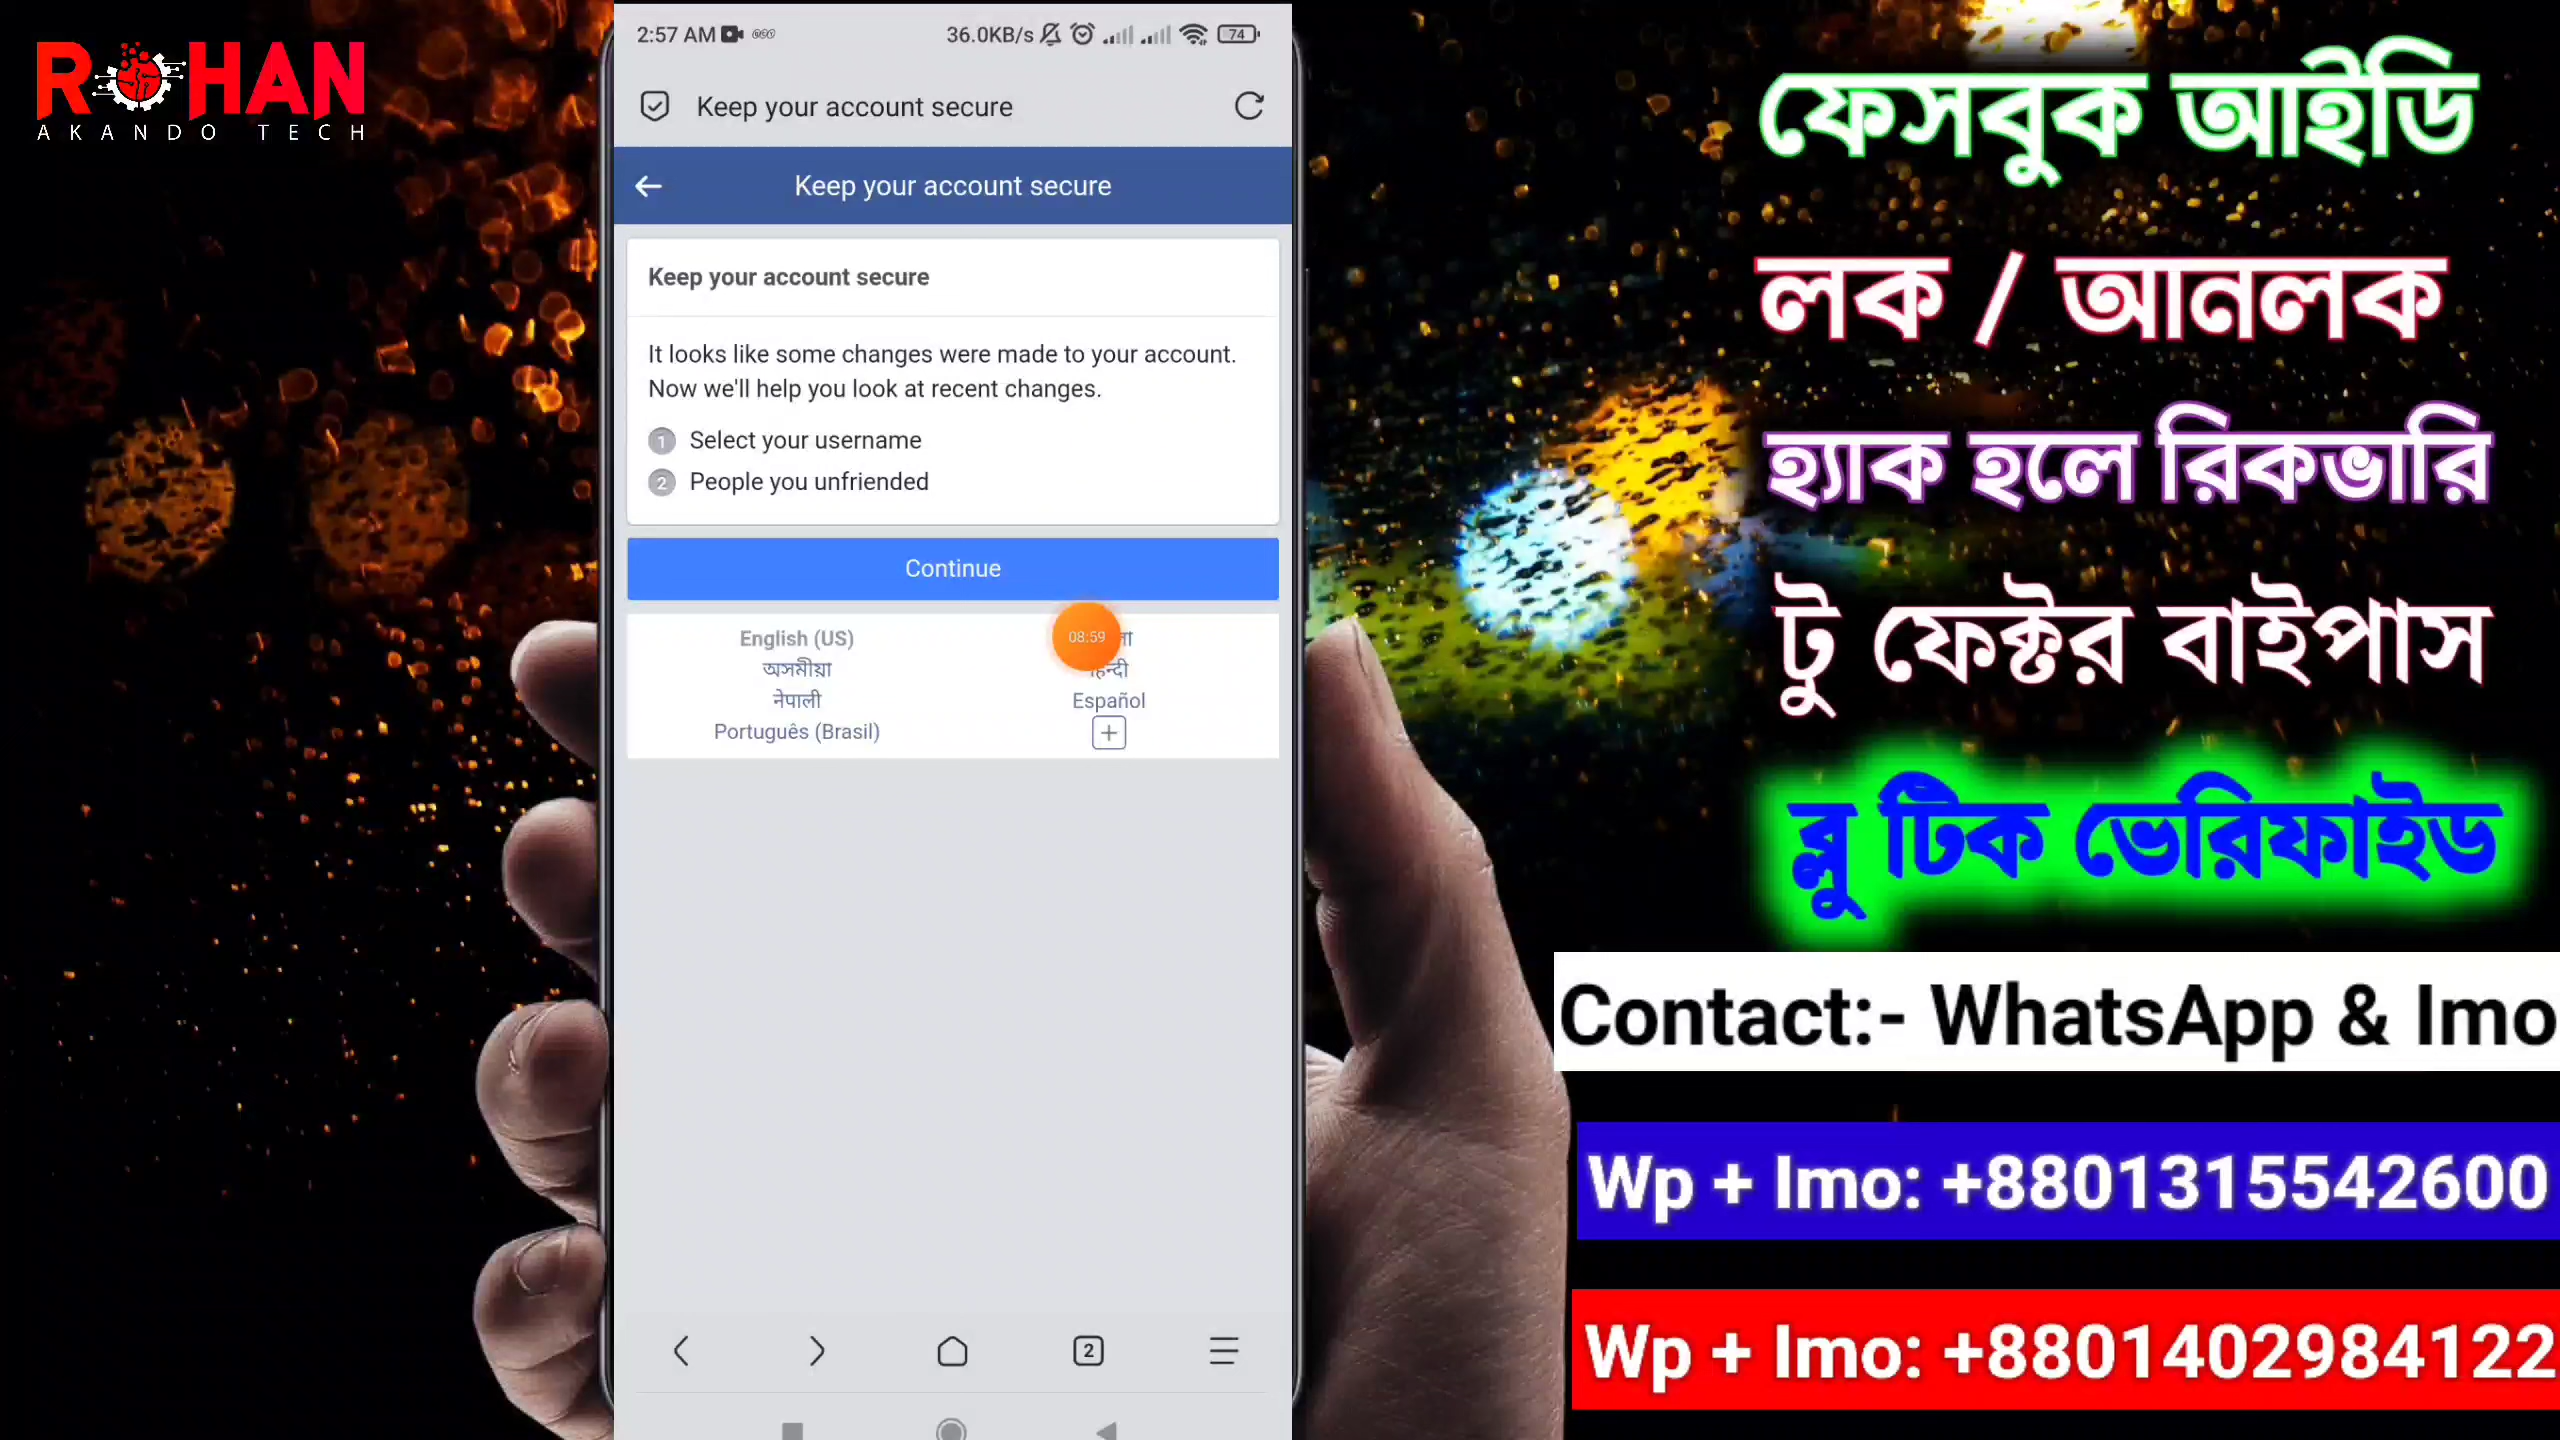 ROHAN
AKANDO TECH
2:57 AM
36.0KB/s
74
Keep your account secure
Keep your account secure
Keep your account secure
It looks like some changes were made to your account.
Now we'll help you look at recent changes.
1 Select your username
2 People you unfriended
Continue
English (US)
08:59
অসমীয়া
हिन्दी
नेपाली
Español
Português (Brasil)
2
ফেসবুক আইডি
লক / আনলক
হ্যাক হলে রিকভারি
টু ফেক্টর বাইপাস
ব্লু টিক ভেরিফাইড
Contact:- WhatsApp & Imo
Wp + Imo: +8801315542600
Wp + Imo: +8801402984122